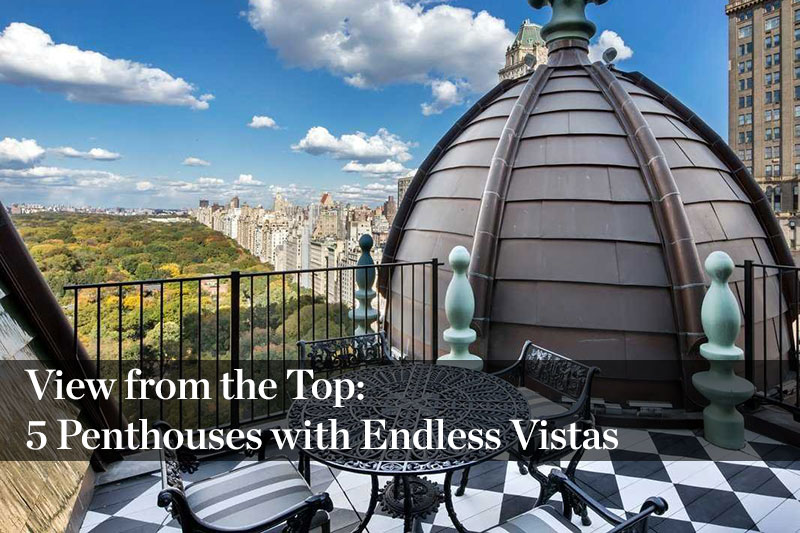 View from the Top:
5 Penthouses with Endless Vistas